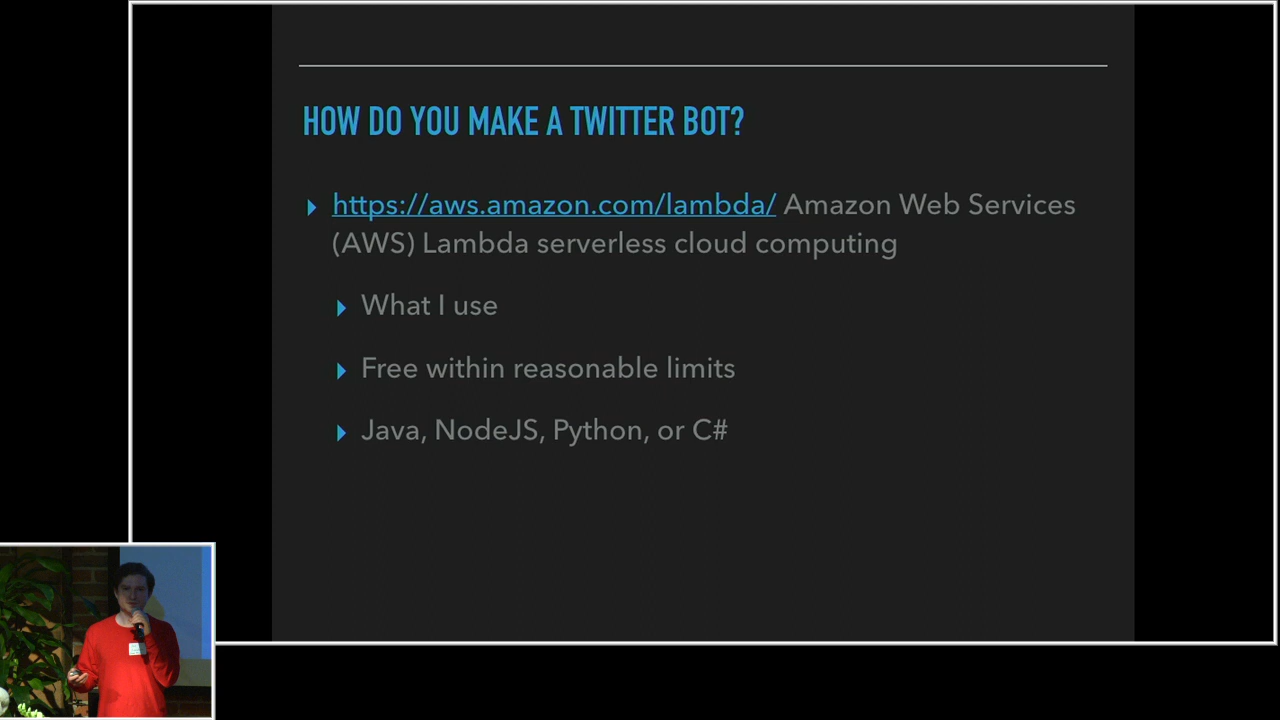 HOW DO YOU MAKE A TWITTER BOT?
https://aws.amazon.com/lambda/ Amazon Web Services
(AWS) Lambda serverless cloud computing
What I use
Free within reasonable limits
Java, NodeJS, Python, or C#